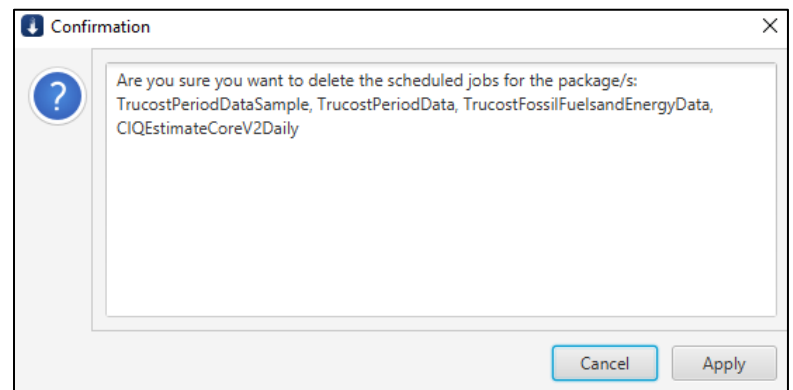 Confirmation
Are you sure you want to delete the scheduled jobs for the package/s:
TrucostPeriodDataSample, TrucostPeriodData, TrucostFossilFuelsandEnergyData,
CIQEstimateCoreV2Daily
Cancel Apply